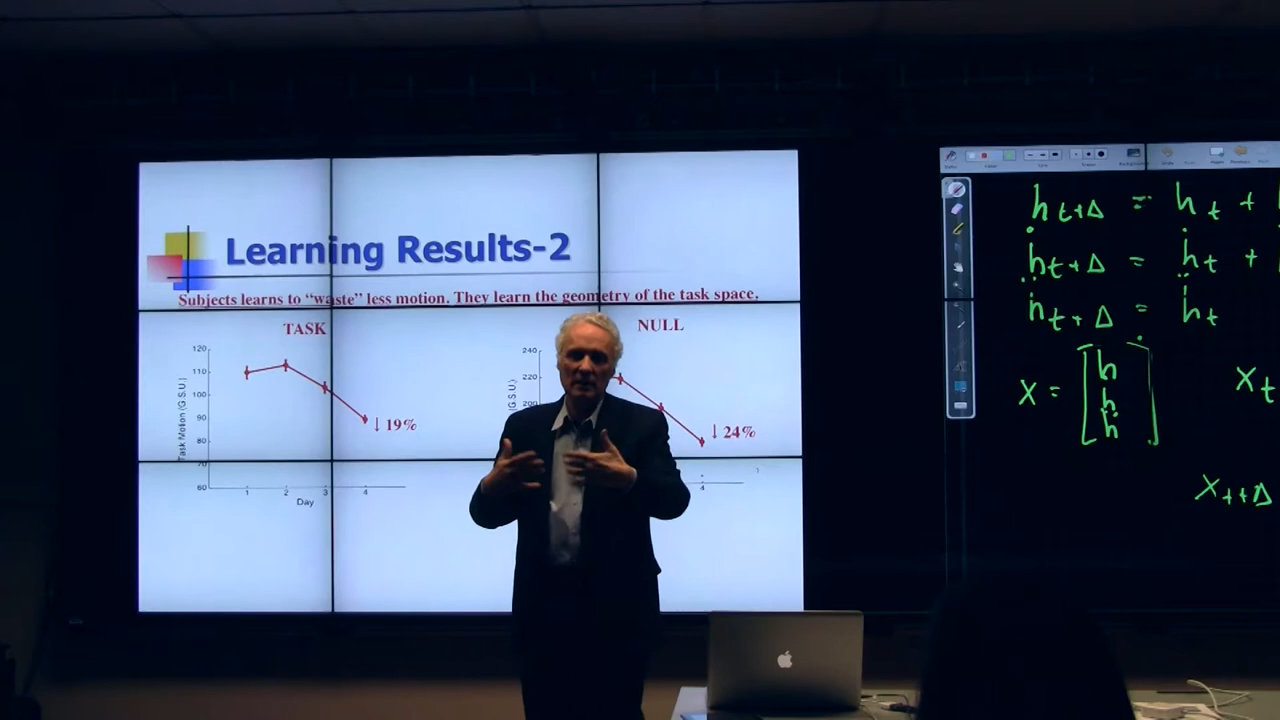 Learning Results-2
Subjects learns to “waste” less motion. They learn the geometry of the task space.
TASK
120
110
100
90
80
70
60
Task Motion (G.S.U.)
1 2 3 4
Day
↓ 19%
NULL
240
220
200
(G.S.U.)
4
↓ 24%
1
h t+Δ = h t +
ḣ t+Δ = ḣ t +
ḧ t+Δ = ḧ t
X = [ h ḣ ḧ ]
X t
X t+Δ